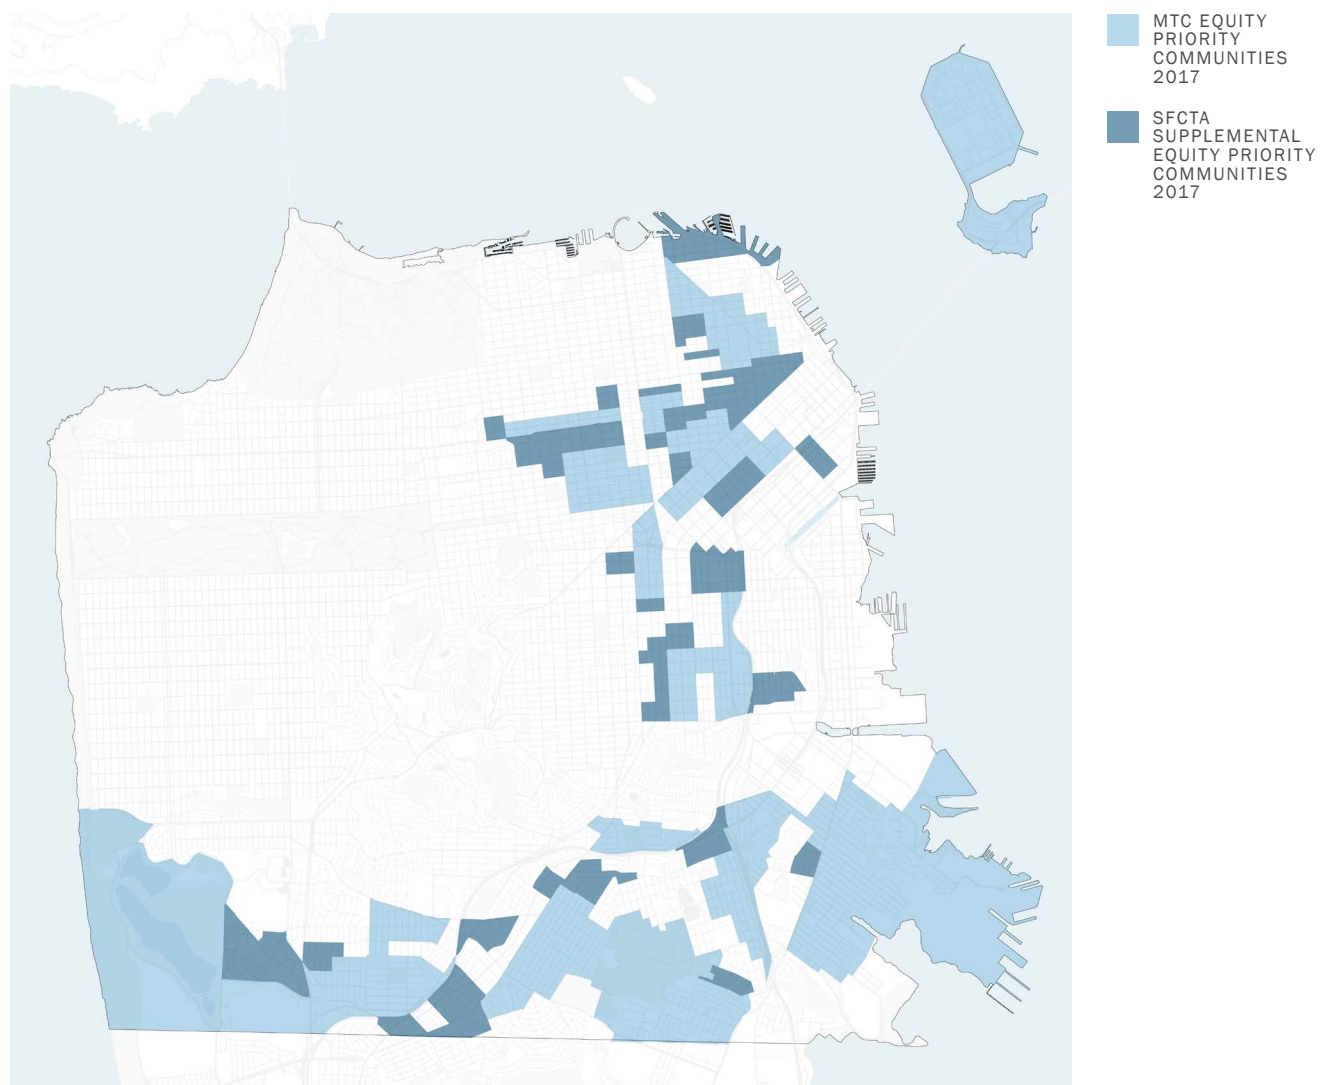 MTC EQUITY
PRIORITY
COMMUNITIES
2017
SFCTA
SUPPLEMENTAL
EQUITY PRIORITY
COMMUNITIES
2017